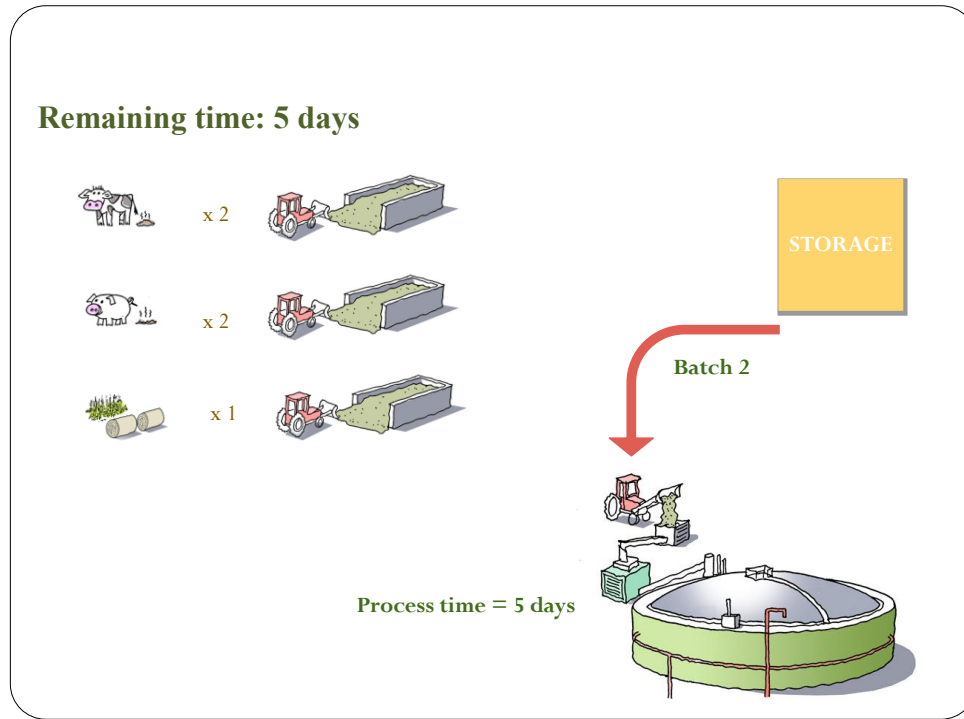 Remaining time: 5 days
x 2
STORAGE
x 2
Batch 2
x 1
Process time = 5 days